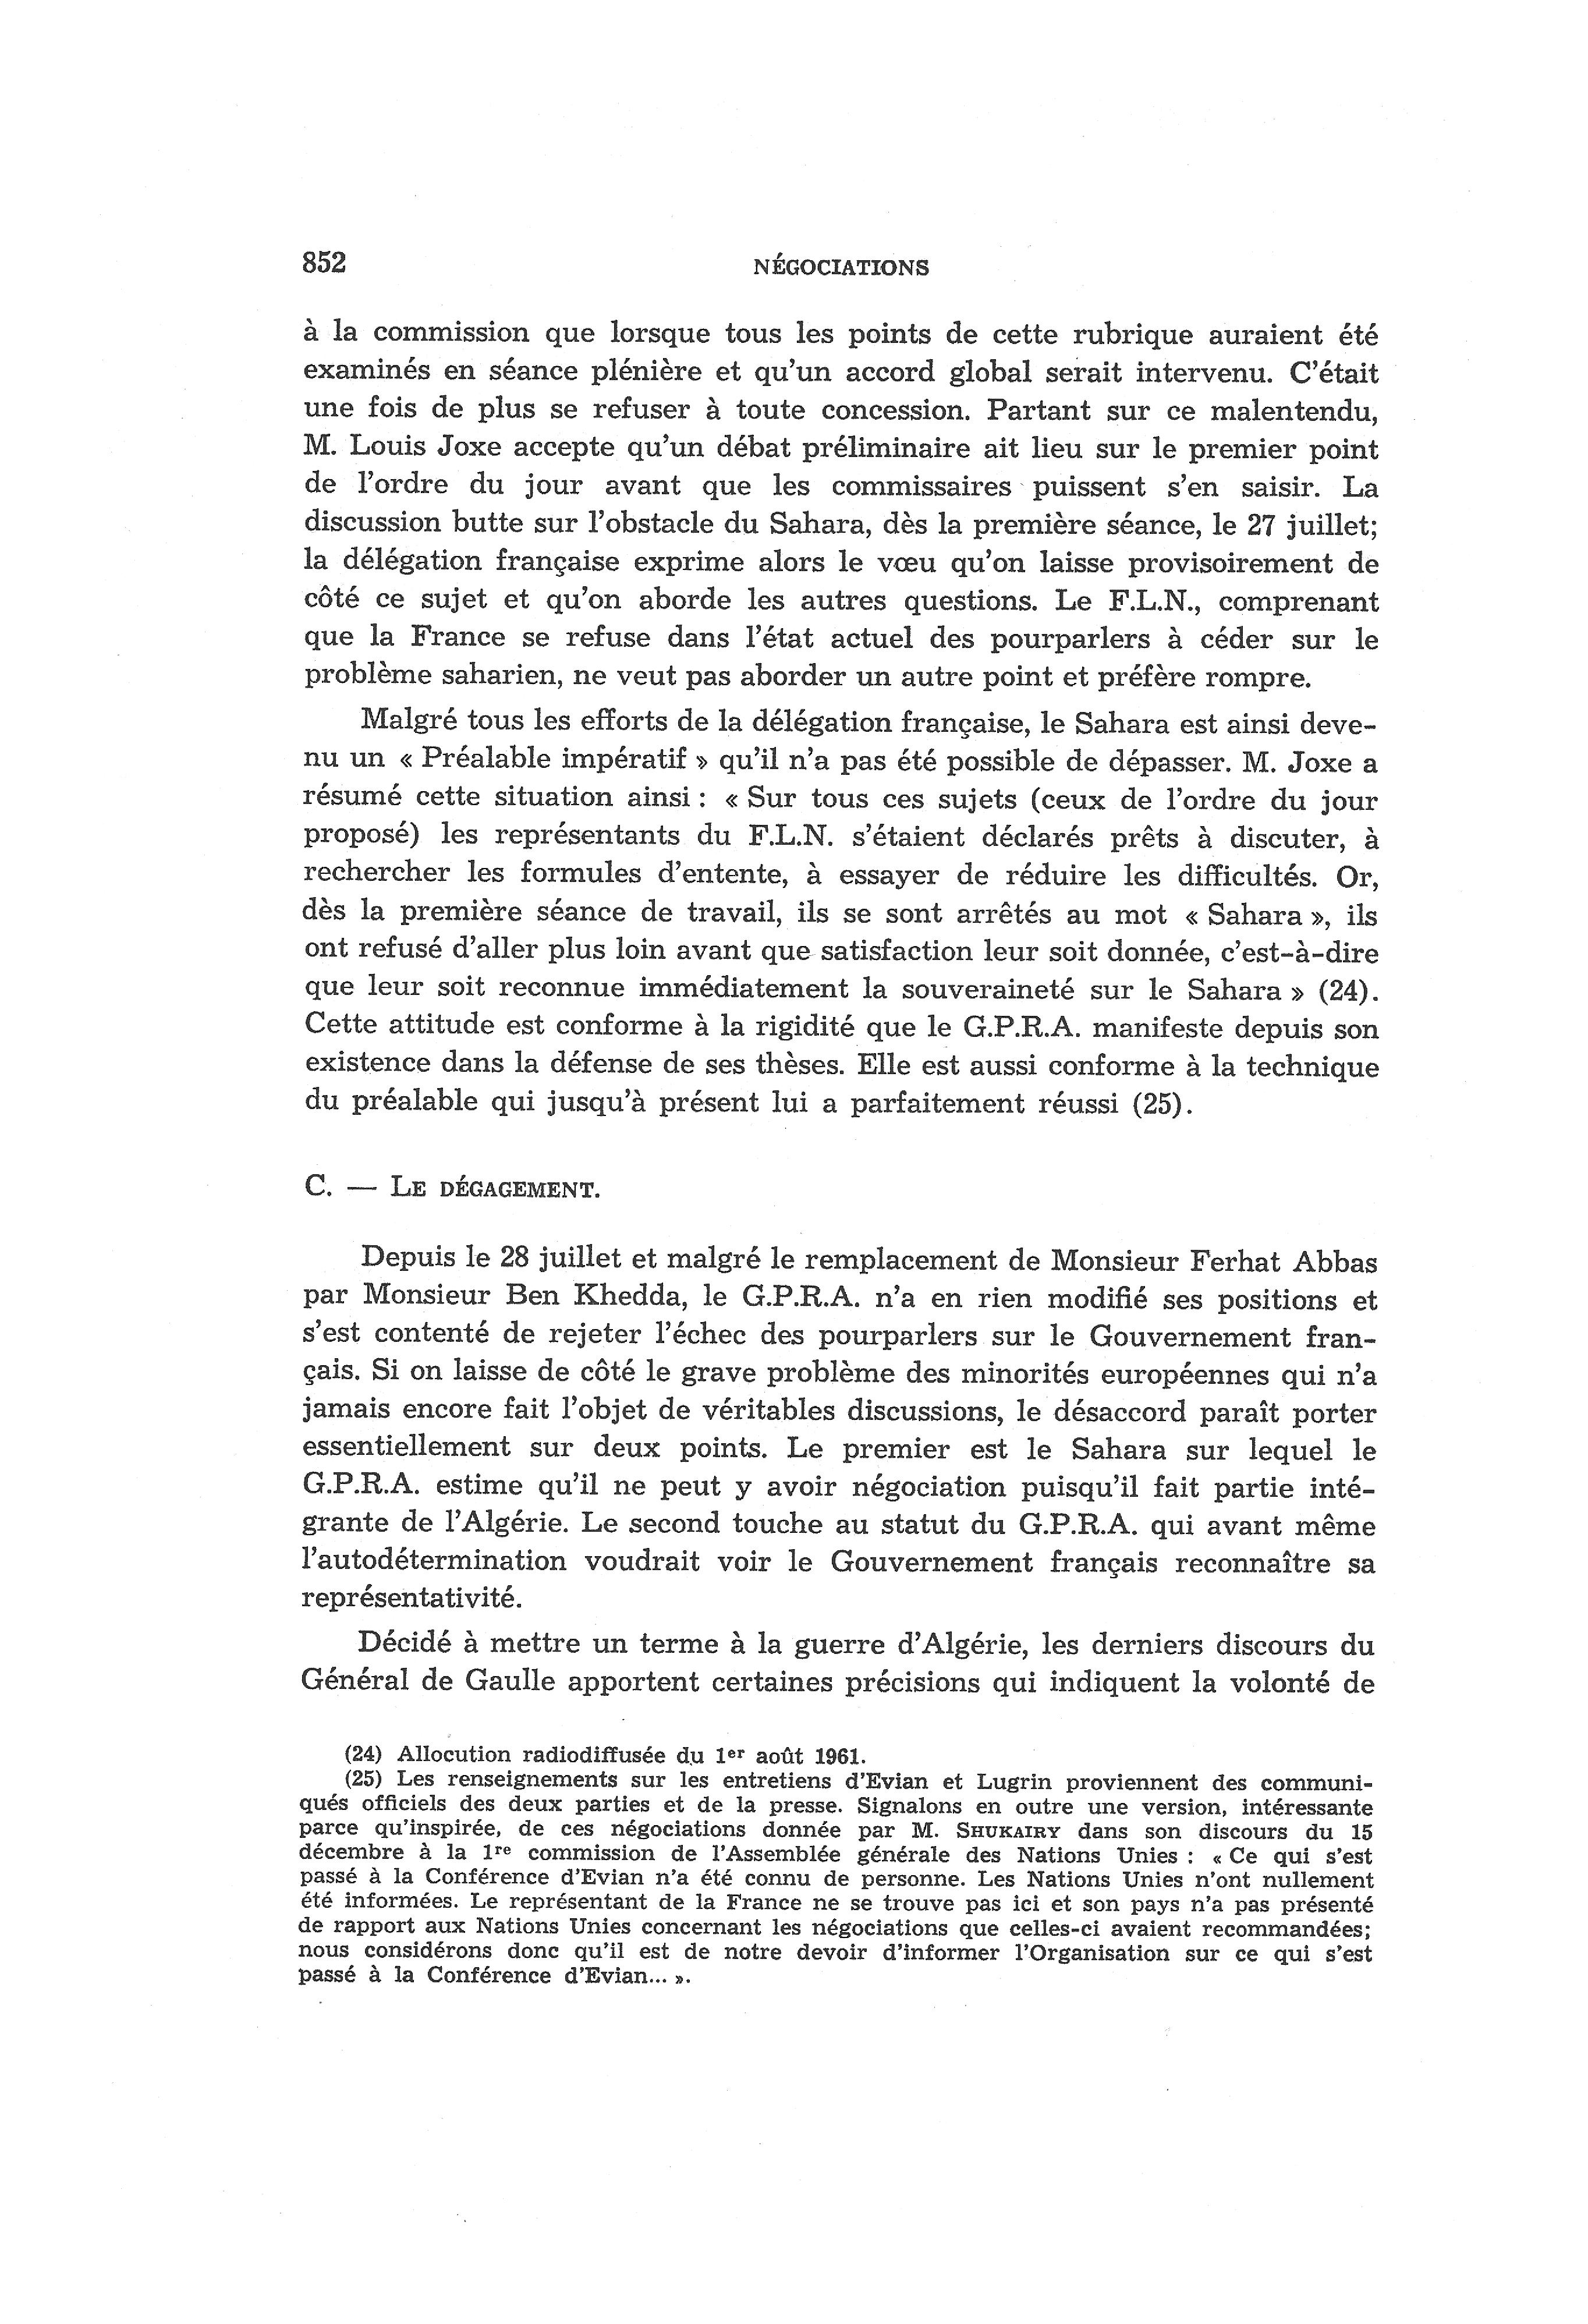 852
NÉGOCIATIONS
à la commission que lorsque tous les points de cette rubrique auraient été
examinés en séance plénière et qu'un accord global serait intervenu. C'était
une fois de plus se refuser à toute concession. Partant sur ce malentendu,
M. Louis Joxe accepte qu'un débat préliminaire ait lieu sur le premier point
de l'ordre du jour avant que les commissaires puissent s'en saisir. La
discussion butte sur l'obstacle du Sahara, dès la première séance, le 27 juillet;
la délégation française exprime alors le vœu qu'on laisse provisoirement de
côté ce sujet et qu'on aborde les autres questions. Le F.L.N., comprenant
que la France se refuse dans l'état actuel des pourparlers à céder sur le
problème saharien, ne veut pas aborder un autre point et préfère rompre.
Malgré tous les efforts de la délégation française, le Sahara est ainsi deve-
nu un « Préalable impératif » qu'il n'a pas été possible de dépasser. M. Joxe a
résumé cette situation ainsi : « Sur tous ces sujets (ceux de l'ordre du jour
proposé) les représentants du F.L.N. s'étaient déclarés prêts à discuter, à
rechercher les formules d'entente, à essayer de réduire les difficultés. Or,
dès la première séance de travail, ils se sont arrêtés au mot « Sahara », ils
ont refusé d'aller plus loin avant que satisfaction leur soit donnée, c'est-à-dire
que leur soit reconnue immédiatement la souveraineté sur le Sahara » (24).
Cette attitude est conforme à la rigidité que le G.P.R.A. manifeste depuis son
existence dans la défense de ses thèses. Elle est aussi conforme à la technique
du préalable qui jusqu'à présent lui a parfaitement réussi (25).
C. — LE DÉGAGEMENT.
Depuis le 28 juillet et malgré le remplacement de Monsieur Ferhat Abbas
par Monsieur Ben Khedda, le G.P.R.A. n'a en rien modifié ses positions et
s'est contenté de rejeter l'échec des pourparlers sur le Gouvernement fran-
çais. Si on laisse de côté le grave problème des minorités européennes qui n'a
jamais encore fait l'objet de véritables discussions, le désaccord paraît porter
essentiellement sur deux points. Le premier est le Sahara sur lequel le
G.P.R.A. estime qu'il ne peut y avoir négociation puisqu'il fait partie inté-
grante de l'Algérie. Le second touche au statut du G.P.R.A. qui avant même
l'autodétermination voudrait voir le Gouvernement français reconnaître sa
représentativité.
Décidé à mettre un terme à la guerre d'Algérie, les derniers discours du
Général de Gaulle apportent certaines précisions qui indiquent la volonté de
(24) Allocution radiodiffusée du 1er août 1961.
(25) Les renseignements sur les entretiens d'Evian et Lugrin proviennent des communi-
qués officiels des deux parties et de la presse. Signalons en outre une version, intéressante
parce qu'inspirée, de ces négociations donnée par M. SHUKAIRY dans son discours du 15
décembre à la 1re commission de l'Assemblée générale des Nations Unies : « Ce qui s'est
passé à la Conférence d'Evian n'a été connu de personne. Les Nations Unies n'ont nullement
été informées. Le représentant de la France ne se trouve pas ici et son pays n'a pas présenté
de rapport aux Nations Unies concernant les négociations que celles-ci avaient recommandées;
nous considérons donc qu'il est de notre devoir d'informer l'Organisation sur ce qui s'est
passé à la Conférence d'Evian... ».